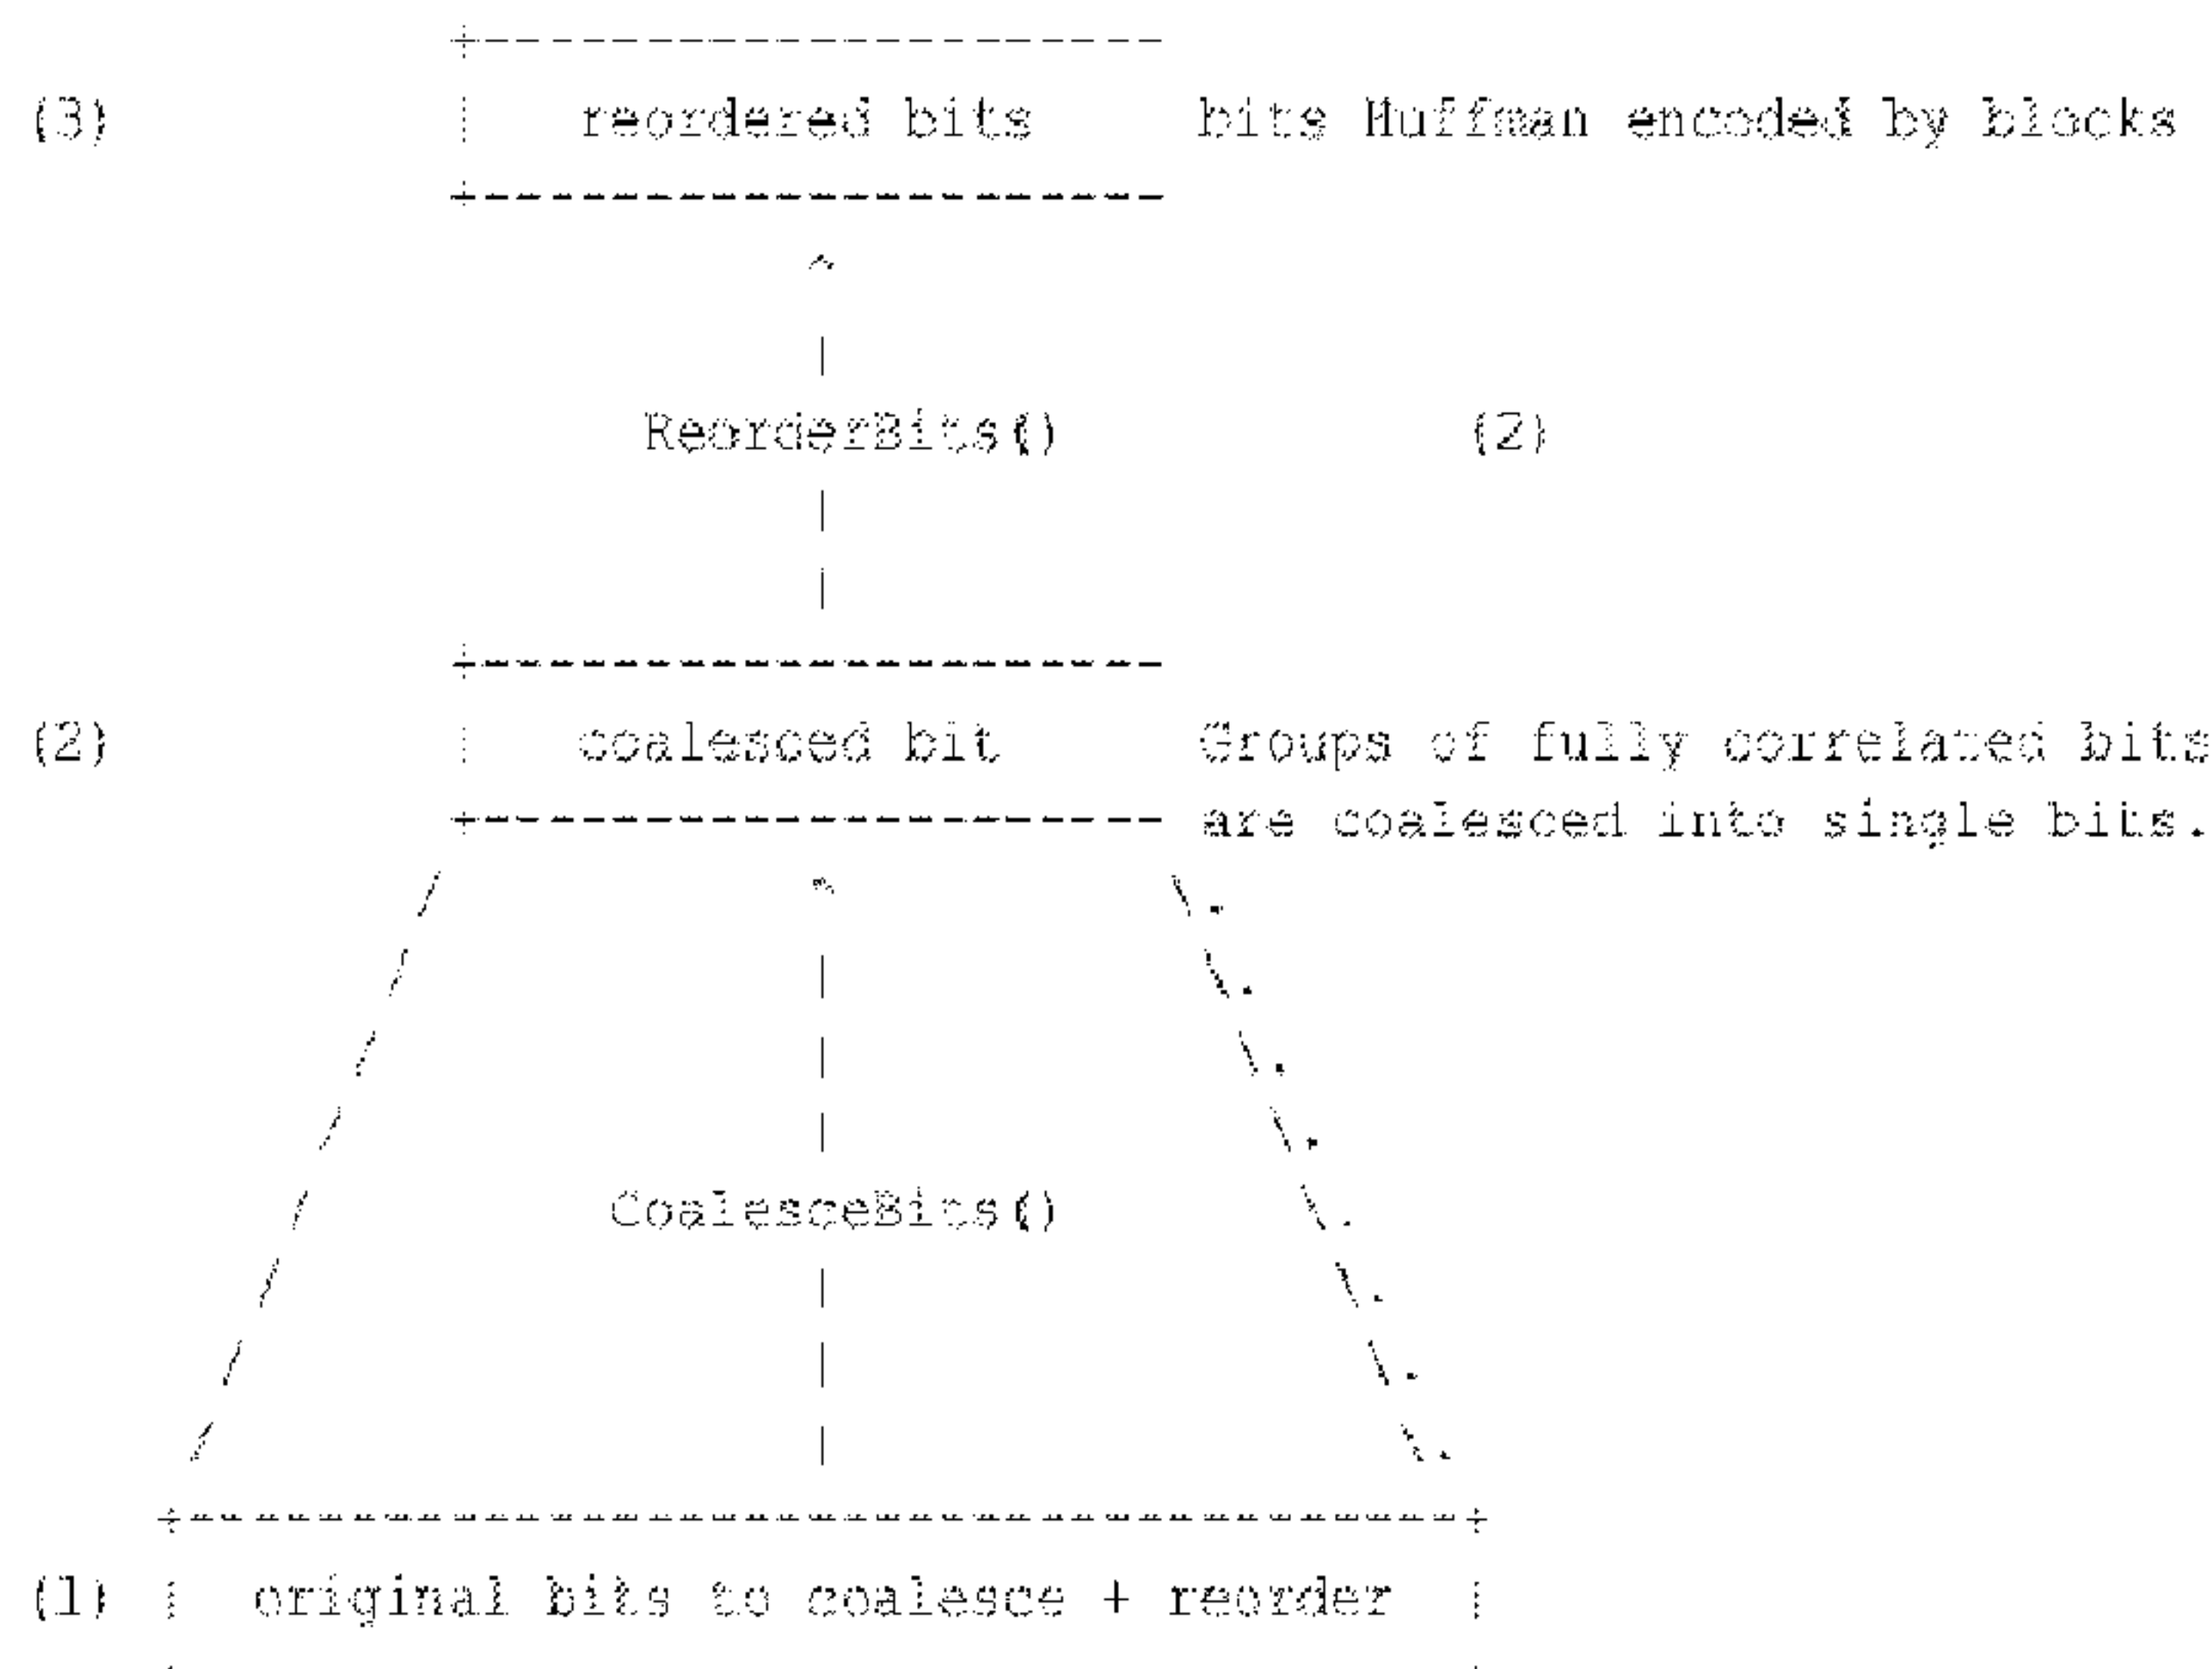 (3) | reordered bits bits Huffman encoded by blocks
ReorderBits() (2)
(2) | coalesced bit Groups of fully correlated bits
are coalesced into single bits.
CoalesceBits()
(1) | original bits to coalesce + reorder |